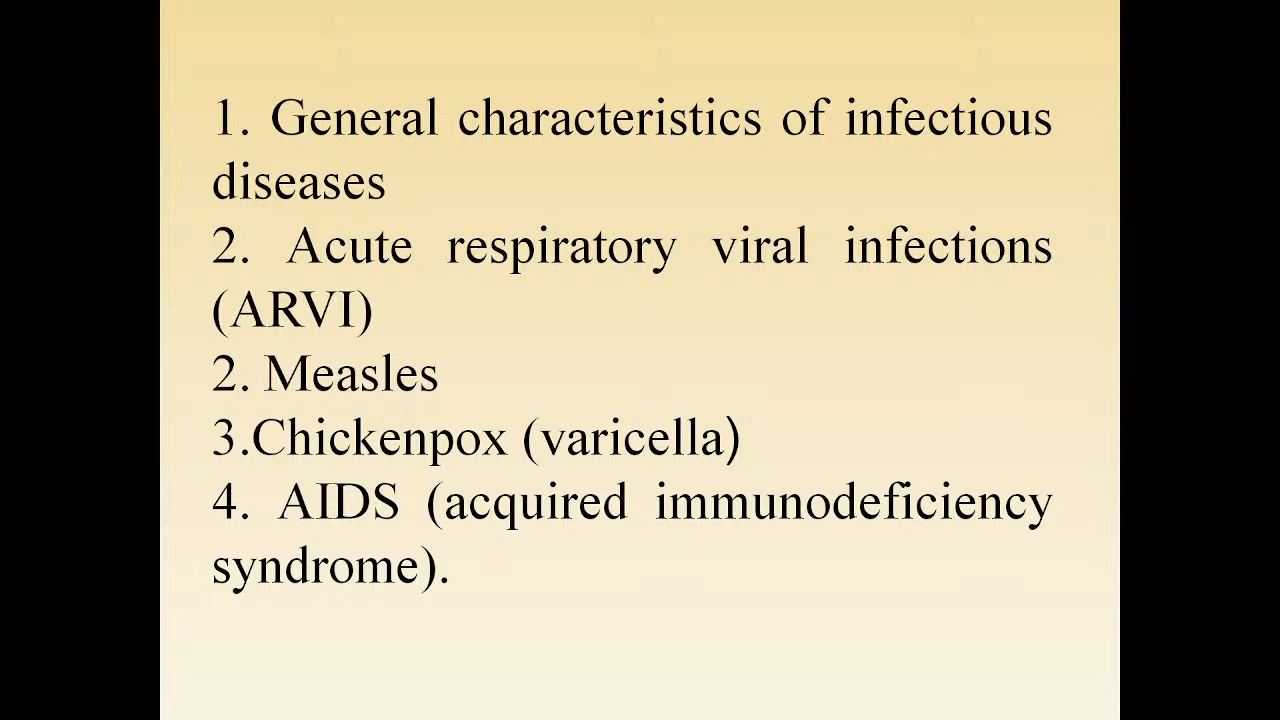 1. General characteristics of infectious
diseases
2. Acute respiratory viral infections
(ARVI)
2. Measles
3.Chickenpox (varicella)
4. AIDS (acquired immunodeficiency
syndrome).